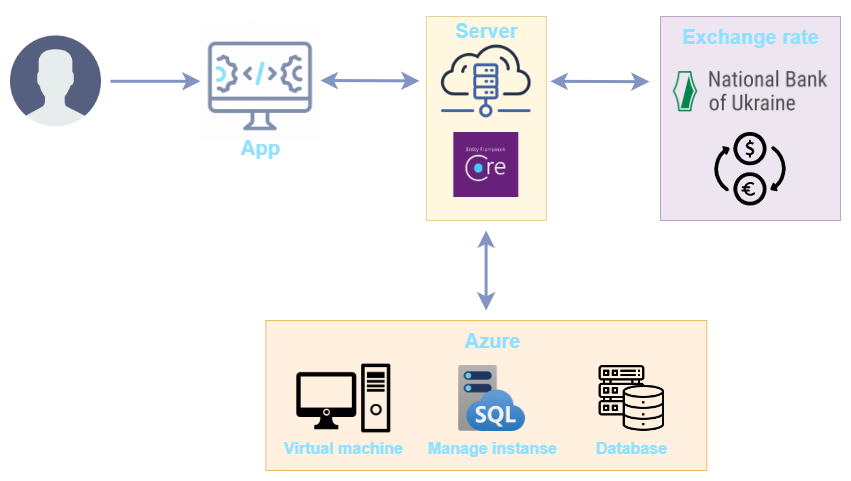 Server
Exchange rate
National Bank
of Ukraine
$
€
</>
App
Entity Framework
Core
Azure
SQL
Virtual machine
Manage instanse
Database